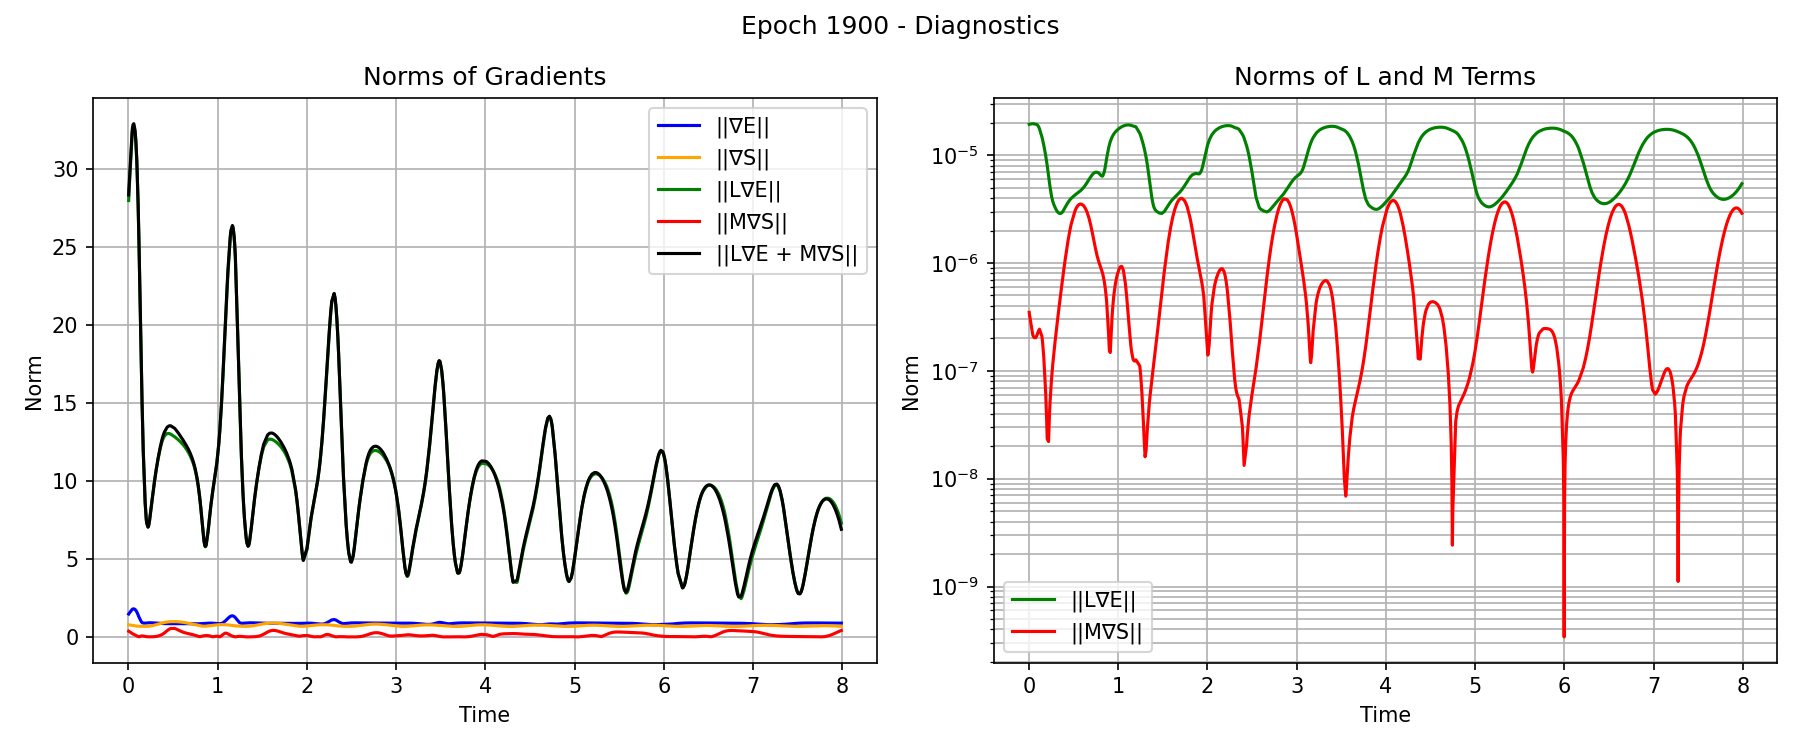 Epoch 1900 - Diagnostics
Norms of Gradients
Norm
30
25
20
15
10
5
0
0 1 2 3 4 5 6 7 8
Time
||∇E||
||∇S||
||L∇E||
||M∇S||
||L∇E + M∇S||
Norms of L and M Terms
Norm
10⁻⁵
10⁻⁶
10⁻⁷
10⁻⁸
10⁻⁹
0 1 2 3 4 5 6 7 8
Time
||L∇E||
||M∇S||